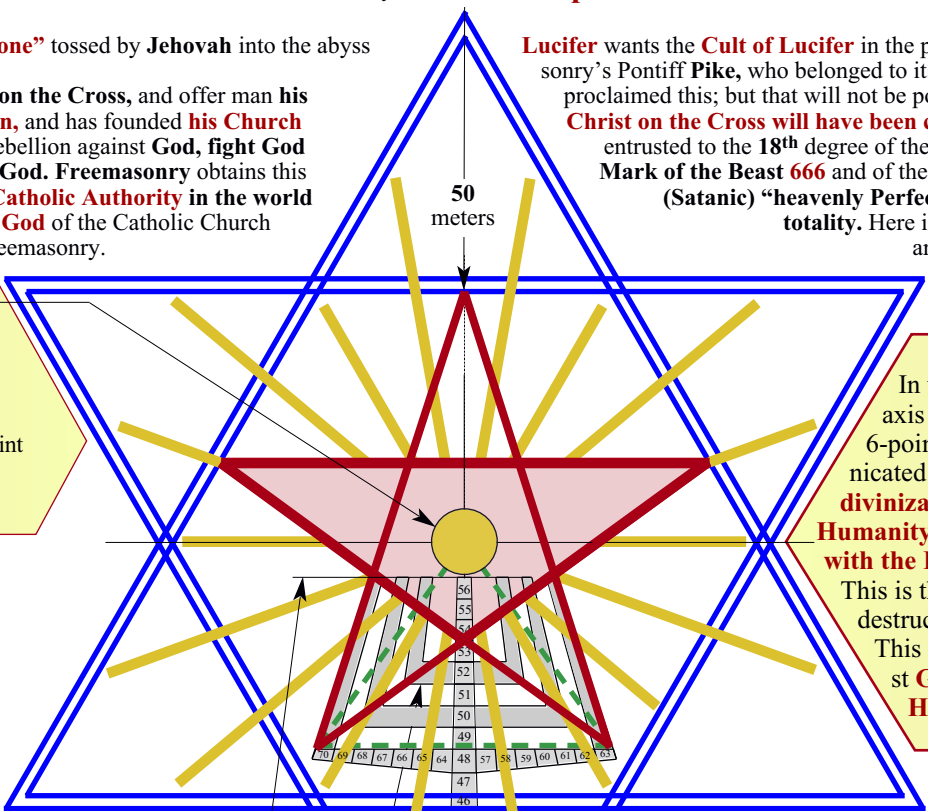 one” tossed by Jehovah into the abyss
on the Cross, and offer man his
n, and has founded his Church
ebellion against God, fight God
God. Freemasonry obtains this
Catholic Authority in the world
God of the Catholic Church
eemasonry.
Lucifer wants the Cult of Lucifer in the p
sonry’s Pontiff Pike, who belonged to it
proclaimed this; but that will not be po
Christ on the Cross will have been c
entrusted to the 18th degree of the
Mark of the Beast 666 and of the
(Satanic) “heavenly Perfec
totality. Here i
an
50
meters
int
In
axis
6-poin
nicated
diviniza
Humanity
with the
This is th
destruc
This
st G
H
56
55
54
53
52
51
50
49
70 69 68 67 66 65 64 48 57 58 59 60 61 62 63
47
46